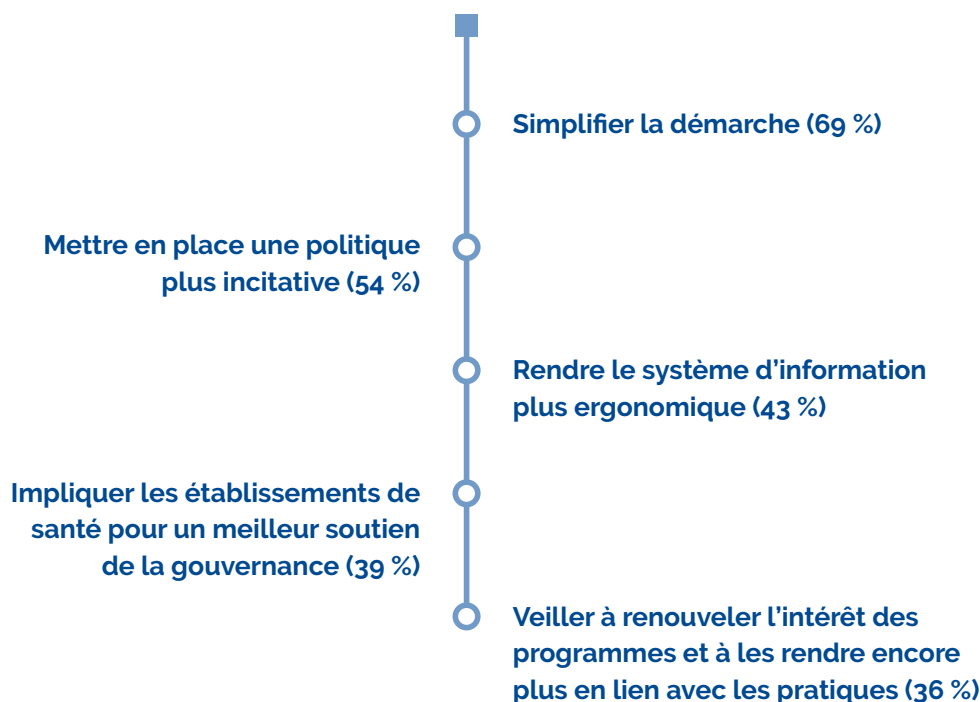 Simplifier la démarche (69 %)
Mettre en place une politique
plus incitative (54 %)
Rendre le système d’information
plus ergonomique (43 %)
Impliquer les établissements de
santé pour un meilleur soutien
de la gouvernance (39 %)
Veiller à renouveler l’intérêt des
programmes et à les rendre encore
plus en lien avec les pratiques (36 %)